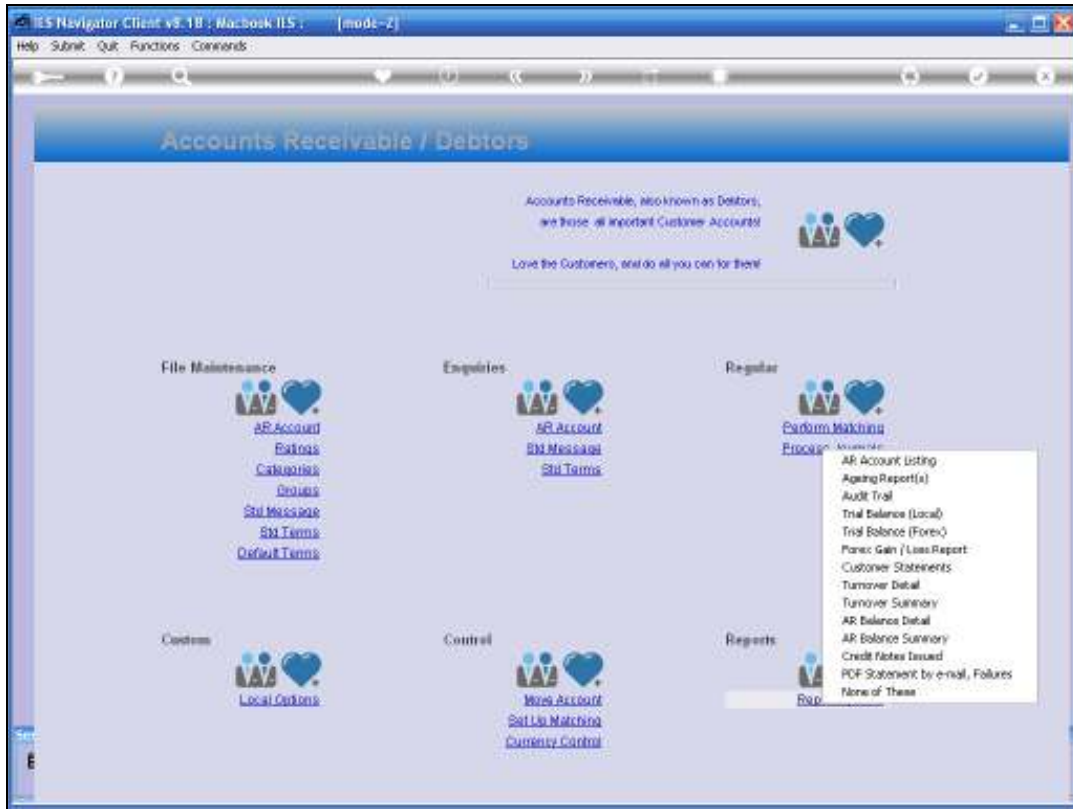 IES Navigator Client v8.18 : Macbook ILS : [mode-Z]
Help Submit Quit Functions Commands
Accounts Receivable / Debtors
Accounts Receivable, also known as Debtors,
are those all important Customer Accounts!
Love the Customers, and do all you can for them!
File Maintenance
AR Account
Ratings
Categories
Groups
Std Message
Std Terms
Default Terms
Enquiries
AR Account
Std Message
Std Terms
Regular
Perform Matching
Process Journals
AR Account Listing
Ageing Report(s)
Audit Trail
Trial Balance (Local)
Trial Balance (Forex)
Forex Gain / Loss Report
Customer Statements
Turnover Detail
Turnover Summary
AR Balance Detail
AR Balance Summary
Credit Notes Issued
PDF Statement by e-mail, Failures
None of These
Custom
Local Options
Control
Move Account
Set Up Matching
Currency Control
Reports